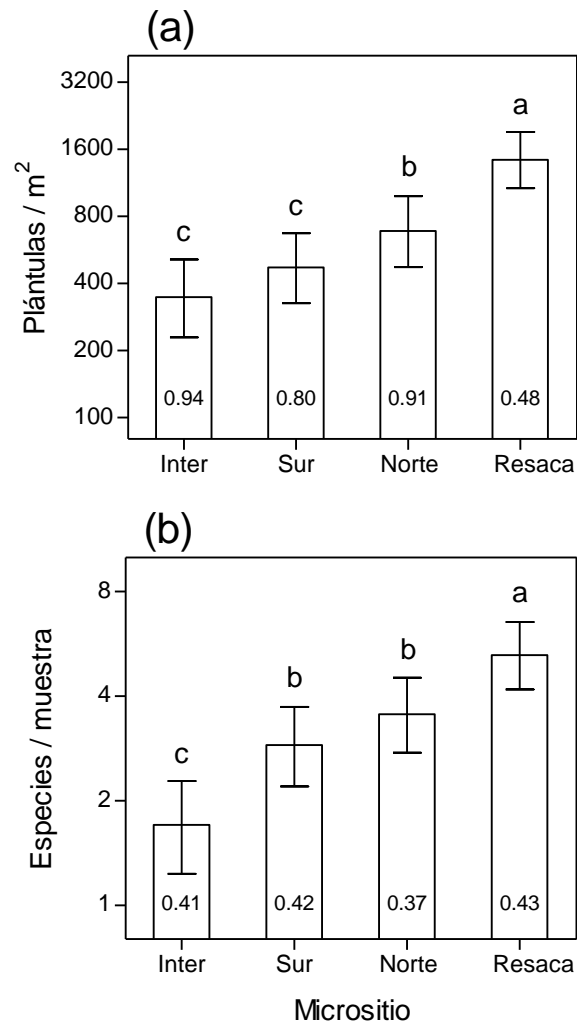 (a)
Plántulas / m²
3200
1600
800
400
200
100
c
c
b
a
0.94
0.80
0.91
0.48
Inter
Sur
Norte
Resaca
(b)
Especies / muestra
8
4
2
1
c
b
b
a
0.41
0.42
0.37
0.43
Inter
Sur
Norte
Resaca
Micrositio